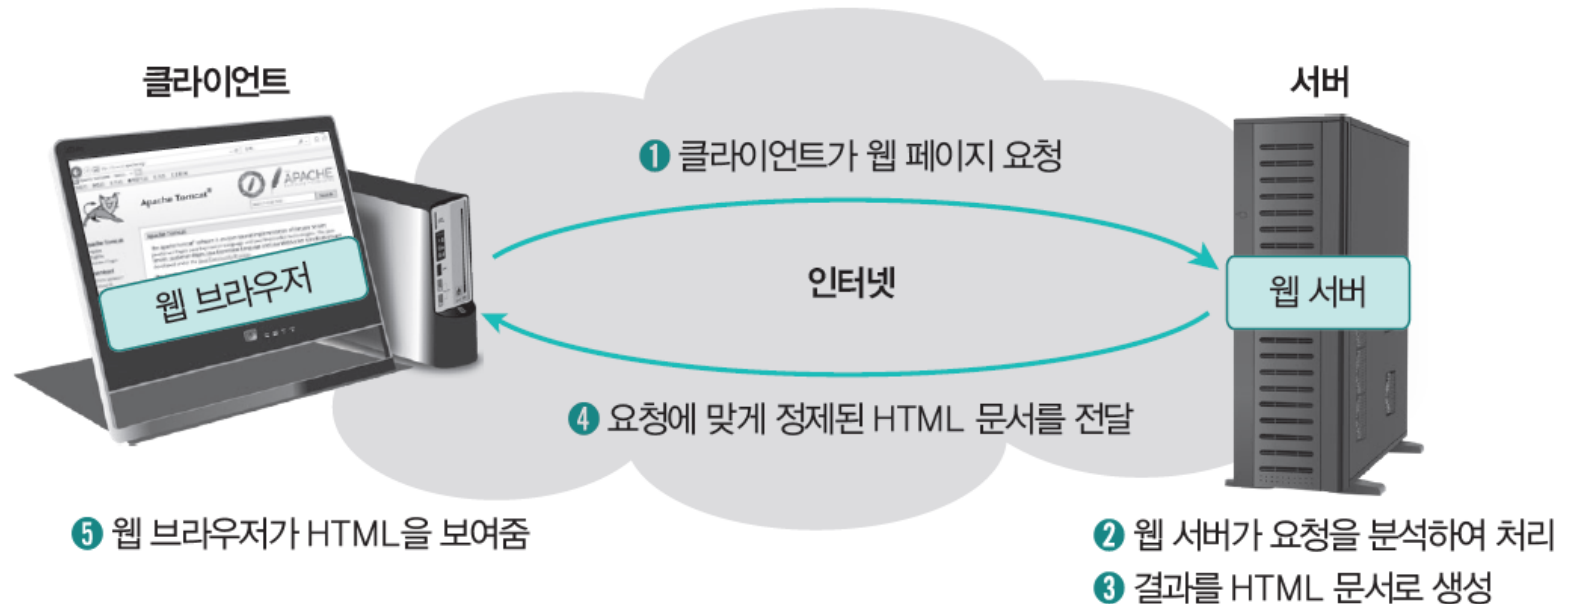 클라이언트
서버
❶ 클라이언트가 웹 페이지 요청
APACHE
Apache Tomcat®
인터넷
웹 브라우저
웹 서버
❹ 요청에 맞게 정제된 HTML 문서를 전달
❺ 웹 브라우저가 HTML을 보여줌
❷ 웹 서버가 요청을 분석하여 처리
❸ 결과를 HTML 문서로 생성